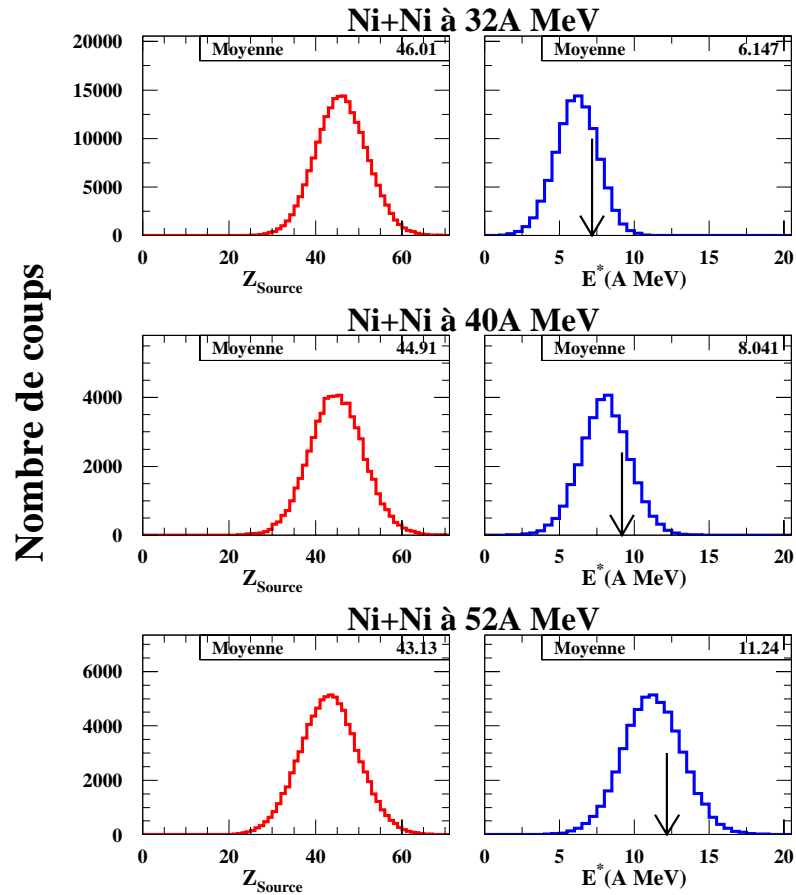 Ni+Ni à 32A MeV
Moyenne 46.01
Moyenne 6.147
20000
15000
10000
5000
0
0 20 40 60
0 5 10 15 20
Z_Source
E*(A MeV)
Nombre de coups
Ni+Ni à 40A MeV
Moyenne 44.91
Moyenne 8.041
4000
2000
0
0 20 40 60
0 5 10 15 20
Z_Source
E*(A MeV)
Ni+Ni à 52A MeV
Moyenne 43.13
Moyenne 11.24
6000
4000
2000
0
0 20 40 60
0 5 10 15 20
Z_Source
E*(A MeV)